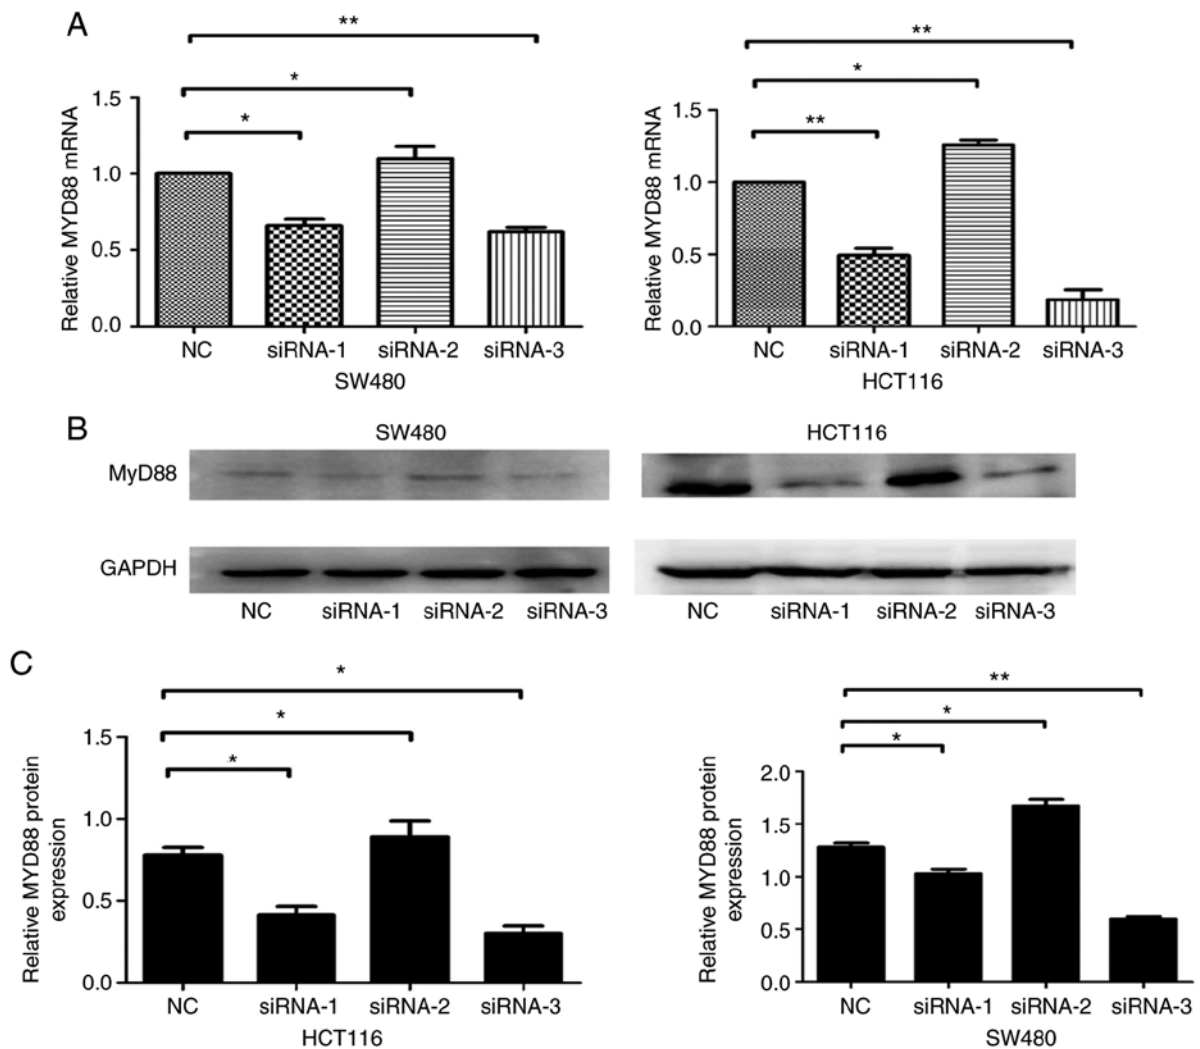 A
**
*
*
1.5
1.0
0.5
0.0
Relative MYD88 mRNA
NC siRNA-1 siRNA-2 siRNA-3
SW480
**
*
**
1.5
1.0
0.5
0.0
Relative MYD88 mRNA
NC siRNA-1 siRNA-2 siRNA-3
HCT116
B
SW480 HCT116
MyD88
GAPDH
NC siRNA-1 siRNA-2 siRNA-3 NC siRNA-1 siRNA-2 siRNA-3
C
*
*
*
1.5
1.0
0.5
0.0
Relative MYD88 protein
expression
NC siRNA-1 siRNA-2 siRNA-3
HCT116
**
*
*
2.0
1.5
1.0
0.5
0.0
Relative MYD88 protein
expression
NC siRNA-1 siRNA-2 siRNA-3
SW480